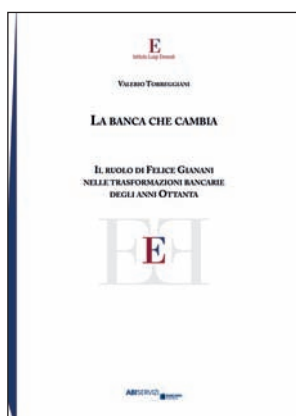 E
Istituto Luigi Einaudi
VALERIO TORREGGIANI
LA BANCA CHE CAMBIA
IL RUOLO DI FELICE GIANANI
NELLE TRASFORMAZIONI BANCARIE
DEGLI ANNI OTTANTA
E E
E
ABISERVIZI BANCARIA